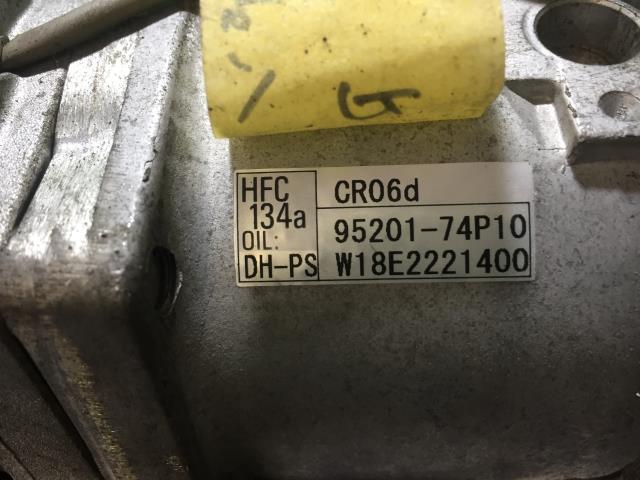 G
HFC
134a
OIL:
DH-PS
CR06d
95201-74P10
W18E2221400